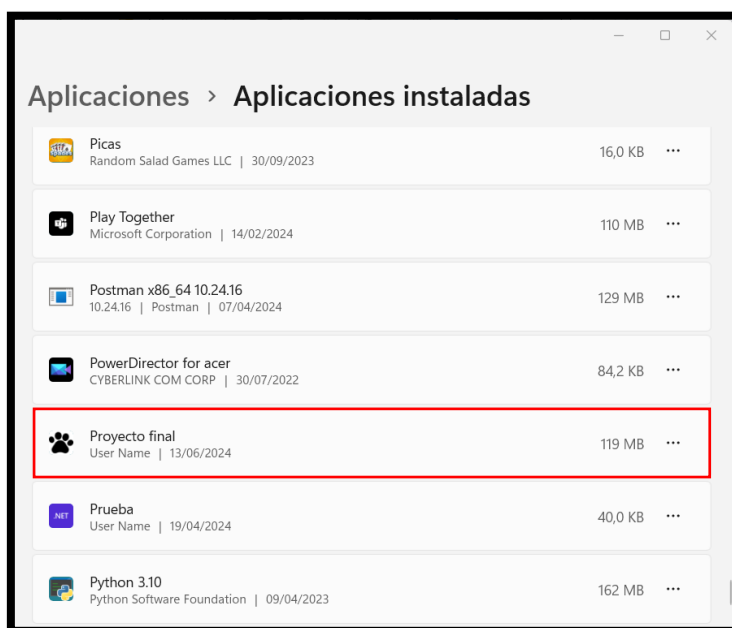 Aplicaciones > Aplicaciones instaladas
Picas
Random Salad Games LLC | 30/09/2023
16,0 KB
Play Together
Microsoft Corporation | 14/02/2024
110 MB
Postman x86_64 10.24.16
10.24.16 | Postman | 07/04/2024
129 MB
PowerDirector for acer
CYBERLINK COM CORP | 30/07/2022
84,2 KB
Proyecto final
User Name | 13/06/2024
119 MB
.NET
Prueba
User Name | 19/04/2024
40,0 KB
Python 3.10
Python Software Foundation | 09/04/2023
162 MB